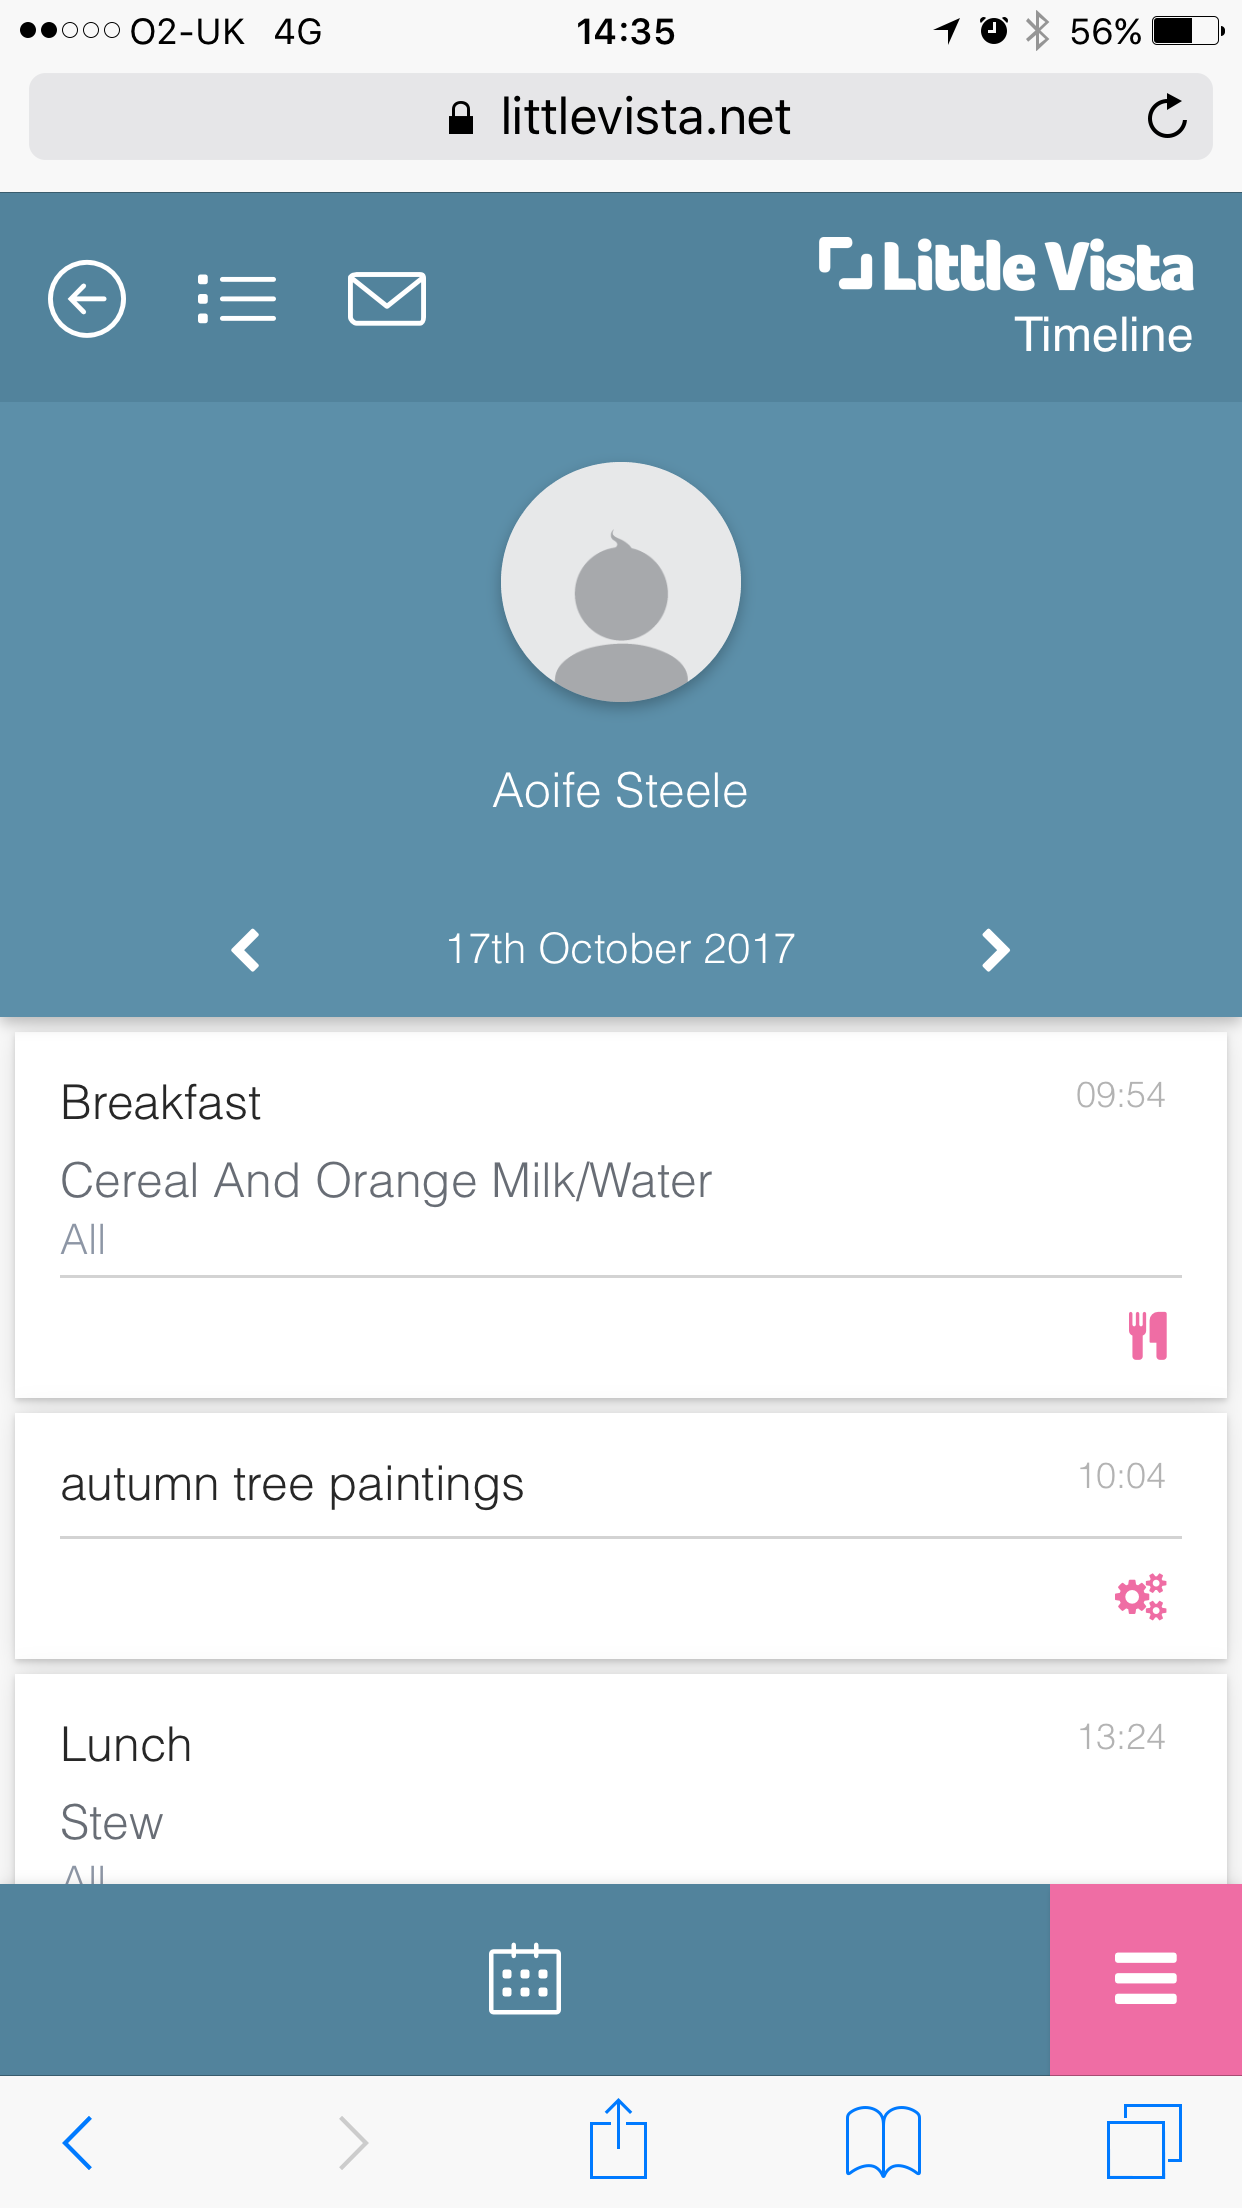 O2-UK 4G 14:35 56%
littlevista.net
Little Vista
Timeline
Aoife Steele
17th October 2017
Breakfast 09:54
Cereal And Orange Milk/Water
All
autumn tree paintings 10:04
Lunch 13:24
Stew
All